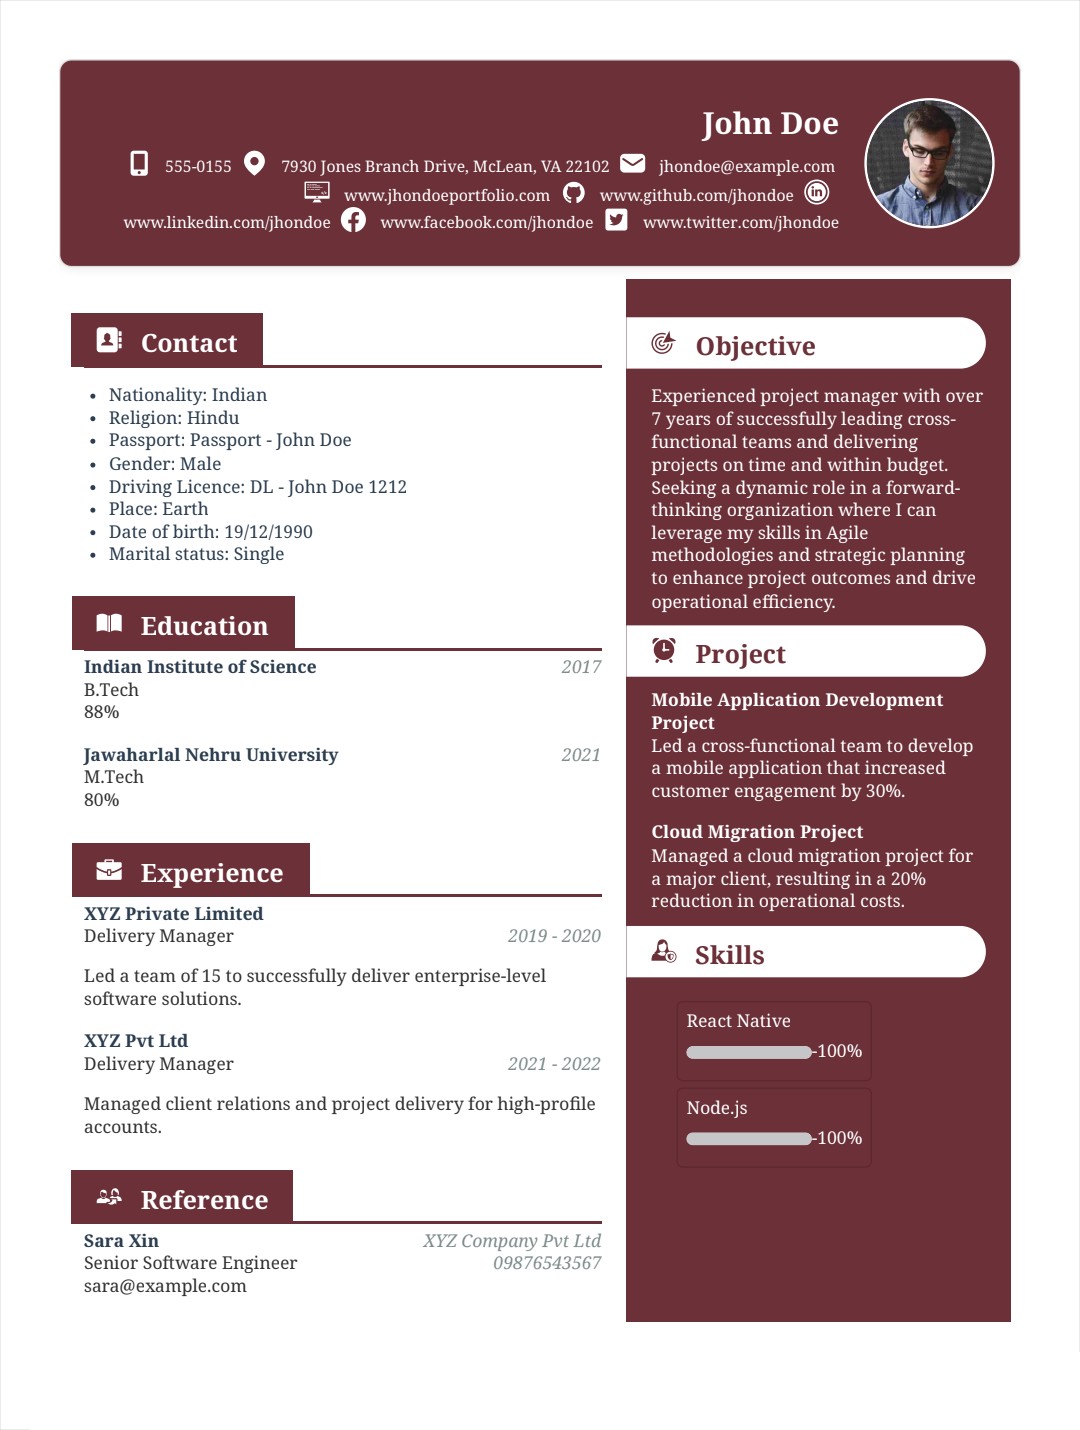 John Doe
555-0155 7930 Jones Branch Drive, McLean, VA 22102 jhondoe@example.com
www.jhondoeportfolio.com www.github.com/jhondoe
www.linkedin.com/jhondoe www.facebook.com/jhondoe www.twitter.com/jhondoe
Contact
• Nationality: Indian
• Religion: Hindu
• Passport: Passport - John Doe
• Gender: Male
• Driving Licence: DL - John Doe 1212
• Place: Earth
• Date of birth: 19/12/1990
• Marital status: Single
Education
Indian Institute of Science 2017
B.Tech
88%
Jawaharlal Nehru University 2021
M.Tech
80%
Experience
XYZ Private Limited
Delivery Manager 2019 - 2020
Led a team of 15 to successfully deliver enterprise-level
software solutions.
XYZ Pvt Ltd
Delivery Manager 2021 - 2022
Managed client relations and project delivery for high-profile
accounts.
Reference
Sara Xin XYZ Company Pvt Ltd
Senior Software Engineer 09876543567
sara@example.com
Objective
Experienced project manager with over
7 years of successfully leading cross-
functional teams and delivering
projects on time and within budget.
Seeking a dynamic role in a forward-
thinking organization where I can
leverage my skills in Agile
methodologies and strategic planning
to enhance project outcomes and drive
operational efficiency.
Project
Mobile Application Development
Project
Led a cross-functional team to develop
a mobile application that increased
customer engagement by 30%.
Cloud Migration Project
Managed a cloud migration project for
a major client, resulting in a 20%
reduction in operational costs.
Skills
React Native
-100%
Node.js
-100%